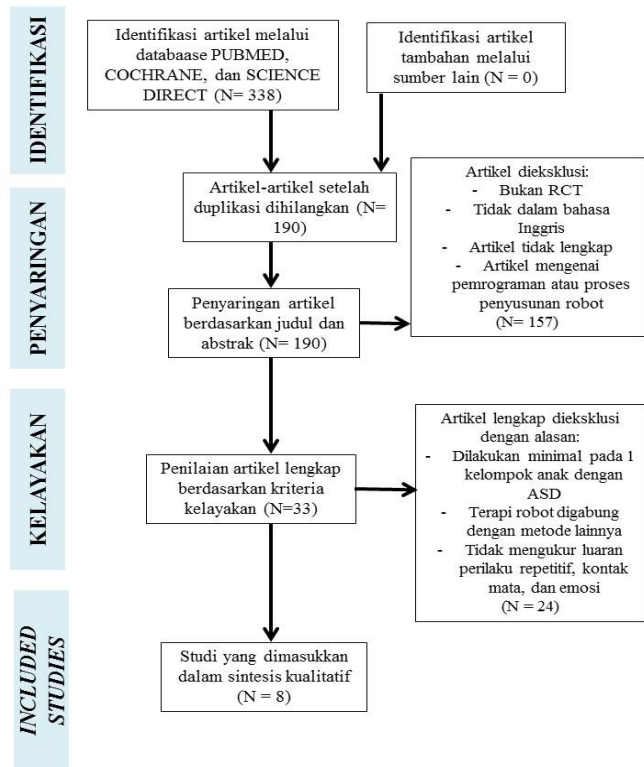 IDENTIFIKASI
Identifikasi artikel melalui
databaase PUBMED,
COCHRANE, dan SCIENCE
DIRECT (N= 338)
Identifikasi artikel
tambahan melalui
sumber lain (N = 0)
PENYARINGAN
Artikel-artikel setelah
duplikasi dihilangkan (N=
190)
Artikel dieksklusi:
- Bukan RCT
- Tidak dalam bahasa
Inggris
- Artikel tidak lengkap
- Artikel mengenai
pemrograman atau proses
penyusunan robot
(N= 157)
Penyaringan artikel
berdasarkan judul dan
abstrak (N= 190)
KELAYAKAN
Penilaian artikel lengkap
berdasarkan kriteria
kelayakan (N=33)
Artikel lengkap dieksklusi
dengan alasan:
- Dilakukan minimal pada 1
kelompok anak dengan
ASD
- Terapi robot digabung
dengan metode lainnya
- Tidak mengukur luaran
perilaku repetitif, kontak
mata, dan emosi
(N = 24)
INCLUDED
STUDIES
Studi yang dimasukkan
dalam sintesis kualitatif
(N = 8)